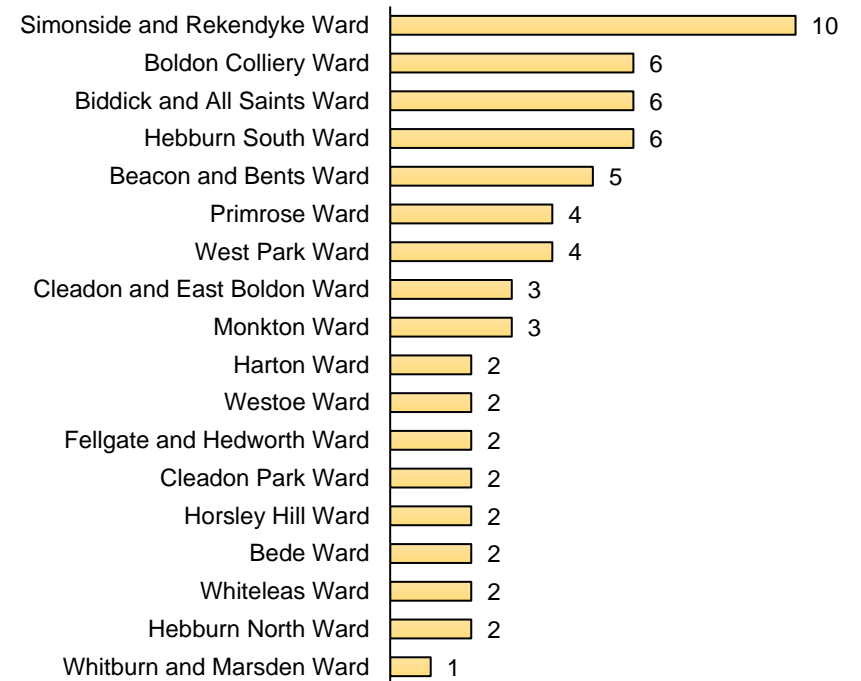 Simonside and Rekendyke Ward 10
Boldon Colliery Ward 6
Biddick and All Saints Ward 6
Hebburn South Ward 6
Beacon and Bents Ward 5
Primrose Ward 4
West Park Ward 4
Cleadon and East Boldon Ward 3
Monkton Ward 3
Harton Ward 2
Westoe Ward 2
Fellgate and Hedworth Ward 2
Cleadon Park Ward 2
Horsley Hill Ward 2
Bede Ward 2
Whiteleas Ward 2
Hebburn North Ward 2
Whitburn and Marsden Ward 1